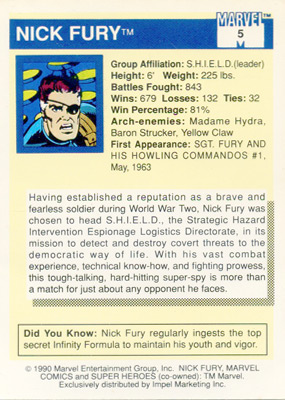 NICK FURY™
MARVEL™
5
Group Affiliation: S.H.I.E.L.D.(leader)
Height: 6' Weight: 225 lbs.
Battles Fought: 843
Wins: 679 Losses: 132 Ties: 32
Win Percentage: 81%
Arch-enemies: Madame Hydra,
Baron Strucker, Yellow Claw
First Appearance: SGT. FURY AND
HIS HOWLING COMMANDOS #1,
May, 1963
Having established a reputation as a brave and
fearless soldier during World War Two, Nick Fury was
chosen to head S.H.I.E.L.D., the Strategic Hazard
Intervention Espionage Logistics Directorate, in its
mission to detect and destroy covert threats to the
democratic way of life. With his vast combat
experience, technical know-how, and fighting prowess,
this tough-talking, hard-hitting super-spy is more than
a match for just about any opponent he faces.
Did You Know: Nick Fury regularly ingests the top
secret Infinity Formula to maintain his youth and vigor.
© 1990 Marvel Entertainment Group, Inc. NICK FURY, MARVEL
COMICS and SUPER HEROES (co-owned): TM Marvel.
Exclusively distributed by Impel Marketing Inc.